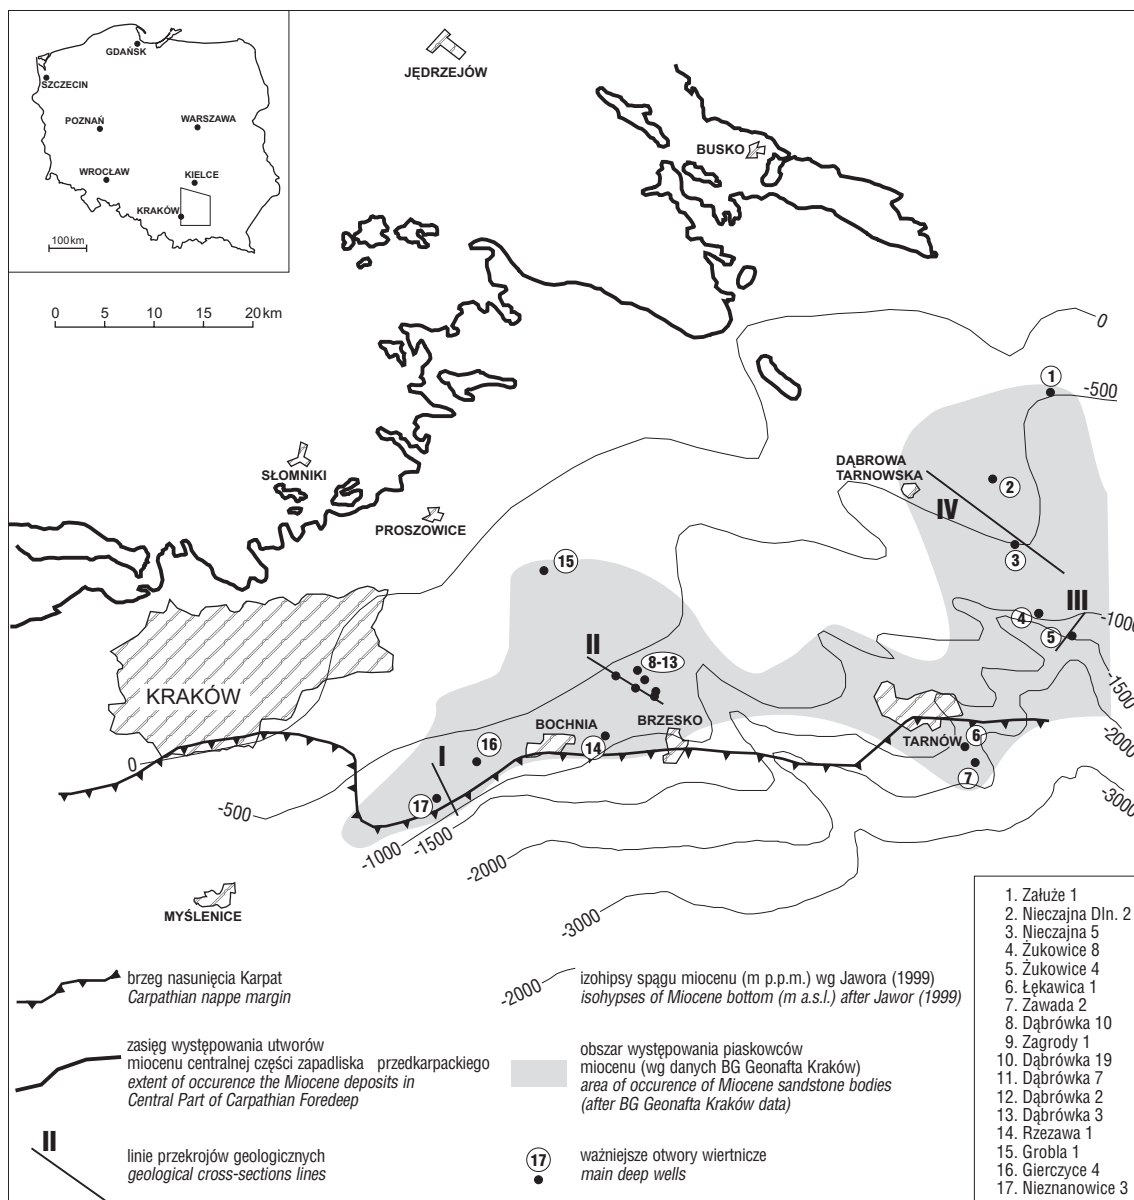 GDAŃSK
SZCZECIN
POZNAŃ
WARSZAWA
WROCŁAW
KIELCE
KRAKÓW
100 km
JĘDRZEJÓW
BUSKO
0 5 10 15 20 km
0
1
-500
SŁOMNIKI
DĄBROWA
TARNOWSKA
2
IV
PROSZOWICE
3
15
III
4
-1000
5
II
8-13
KRAKÓW
-1500
BOCHNIA
BRZESKO
-2000
16
14
TARNÓW
6
0
I
7
17
-3000
-500
-1000
-1500
-2000
-3000
MYŚLENICE
brzeg nasunięcia Karpat
Carpathian nappe margin
zasięg występowania utworów
miocenu centralnej części zapadliska przedkarpackiego
extent of occurence the Miocene deposits in
Central Part of Carpathian Foredeep
II
linie przekrojów geologicznych
geological cross-sections lines
-2000
izohipsy spągu miocenu (m p.p.m.) wg Jawora (1999)
isohypses of Miocene bottom (m a.s.l.) after Jawor (1999)
obszar występowania piaskowców
miocenu (wg danych BG Geonafta Kraków)
area of occurence of Miocene sandstone bodies
(after BG Geonafta Kraków data)
17
ważniejsze otwory wiertnicze
main deep wells
1. Załuże 1
2. Nieczajna Dln. 2
3. Nieczajna 5
4. Żukowice 8
5. Żukowice 4
6. Łękawica 1
7. Zawada 2
8. Dąbrówka 10
9. Zagrody 1
10. Dąbrówka 19
11. Dąbrówka 7
12. Dąbrówka 2
13. Dąbrówka 3
14. Rzezawa 1
15. Grobla 1
16. Gierczyce 4
17. Nieznanowice 3